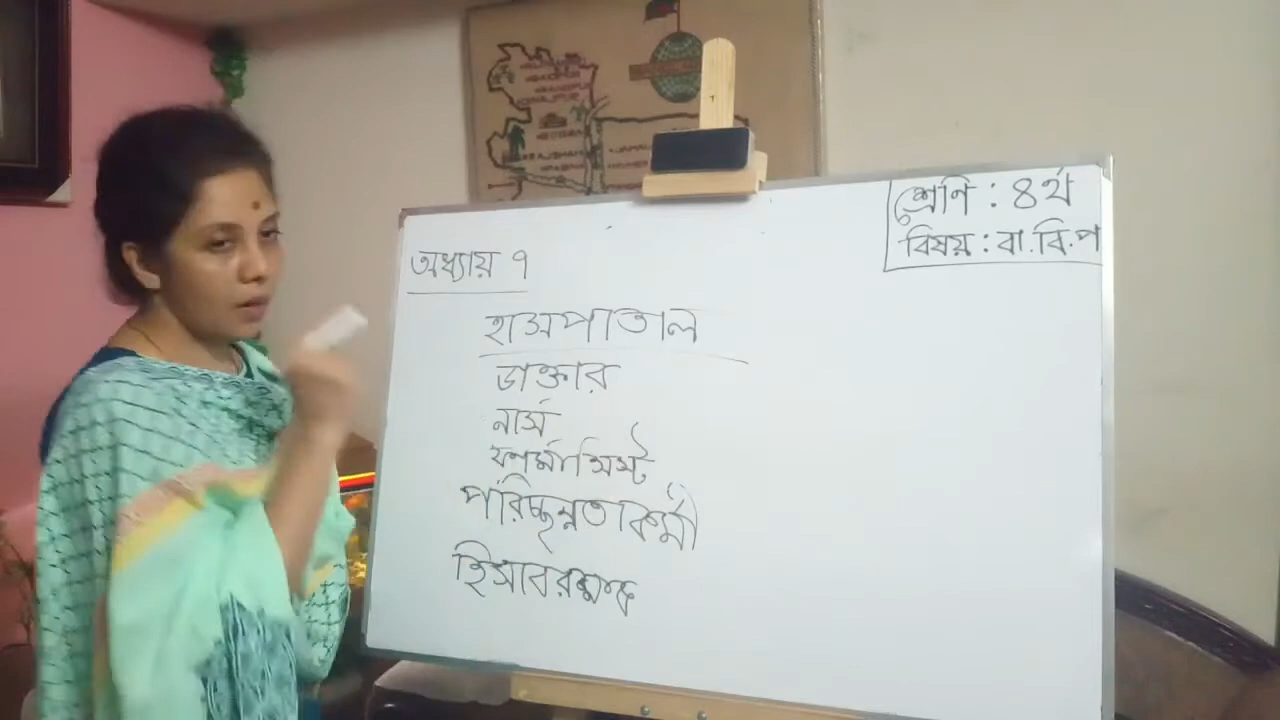 শ্রেণি : ৪র্থ
বিষয় : বা.বি.প
অধ্যায় ৭
হাসপাতাল
ডাক্তার
নার্স
ফার্মাসিস্ট
পরিচ্ছন্নতাকর্মী
হিসাবরক্ষক